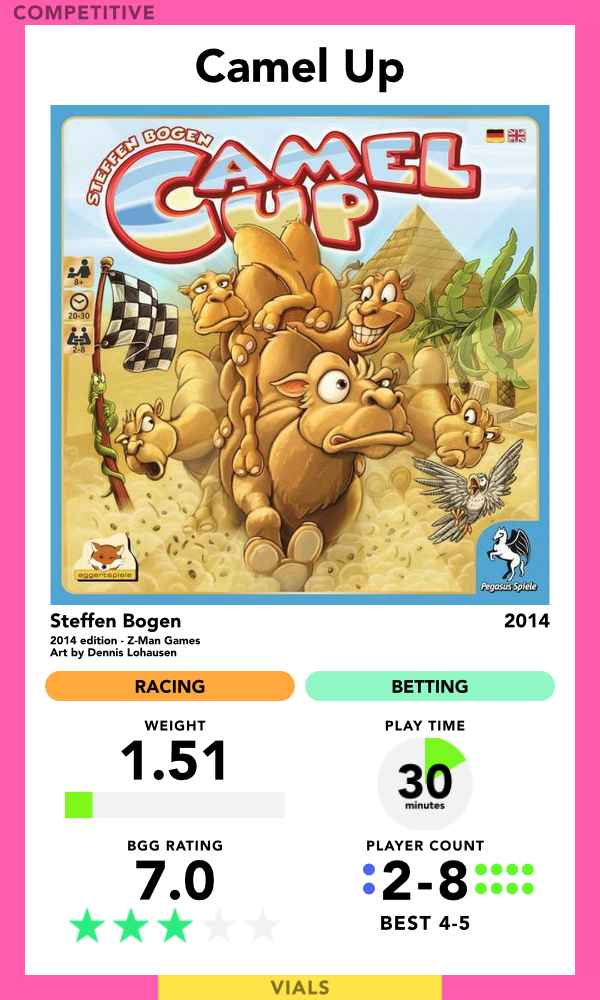 COMPETITIVE
Camel Up
STEFFEN BOGEN
CAMEL
UP
8+
20-30
2-8
eggertspiele
Pegasus Spiele
Steffen Bogen
2014
2014 edition - Z-Man Games
Art by Dennis Lohausen
RACING
BETTING
WEIGHT
1.51
PLAY TIME
30
minutes
BGG RATING
7.0
PLAYER COUNT
2-8
BEST 4-5
VIALS